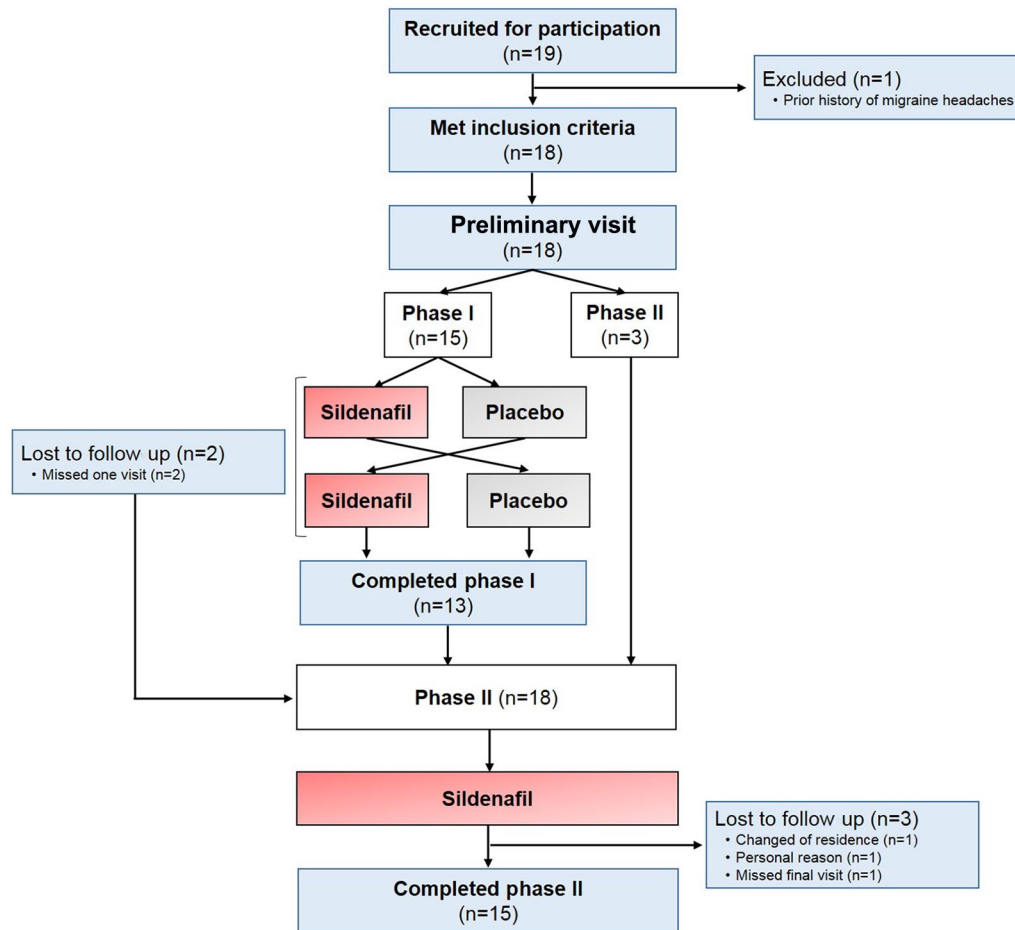 Recruited for participation
(n=19)
Excluded (n=1)
• Prior history of migraine headaches
Met inclusion criteria
(n=18)
Preliminary visit
(n=18)
Phase I
(n=15)
Phase II
(n=3)
Sildenafil
Placebo
Lost to follow up (n=2)
• Missed one visit (n=2)
Sildenafil
Placebo
Completed phase I
(n=13)
Phase II (n=18)
Sildenafil
Lost to follow up (n=3)
• Changed of residence (n=1)
• Personal reason (n=1)
• Missed final visit (n=1)
Completed phase II
(n=15)